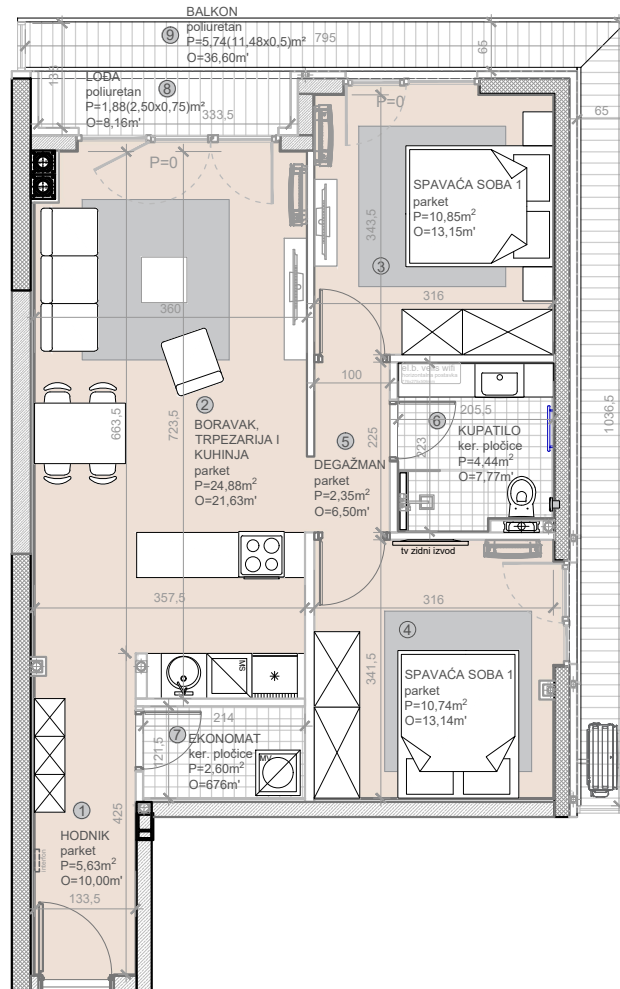 BALKON
poliuretan
9
P=5,74(11,48x0.5)m²
O=36,60m'
795
65
135
LOĐA
8
poliuretan
P=1,88(2,50x0,75)m²
O=8,16m'
333,5
P=0
P=0
65
SPAVAĆA SOBA 1
parket
P=10,85m²
O=13,15m'
343,5
3
316
360
100
el.b. veš wifi
205,5
1036,5
2
BORAVAK,
TRPEZARIJA I
KUHINJA
parket
P=24,88m²
O=21,63m'
663,5
723,5
5
DEGAŽMAN
parket
P=2,35m²
O=6,50m'
225
223
6
KUPATILO
ker. pločice
P=4,44m²
O=7,77m'
tv zidni izvod
357,5
316
4
341,5
SPAVAĆA SOBA 1
parket
P=10,74m²
O=13,14m'
MS
214
7
EKONOMAT
ker. pločice
P=2,60m²
O=676m'
121,5
MV
1
HODNIK
parket
P=5,63m²
O=10,00m'
425
interfon
133,5